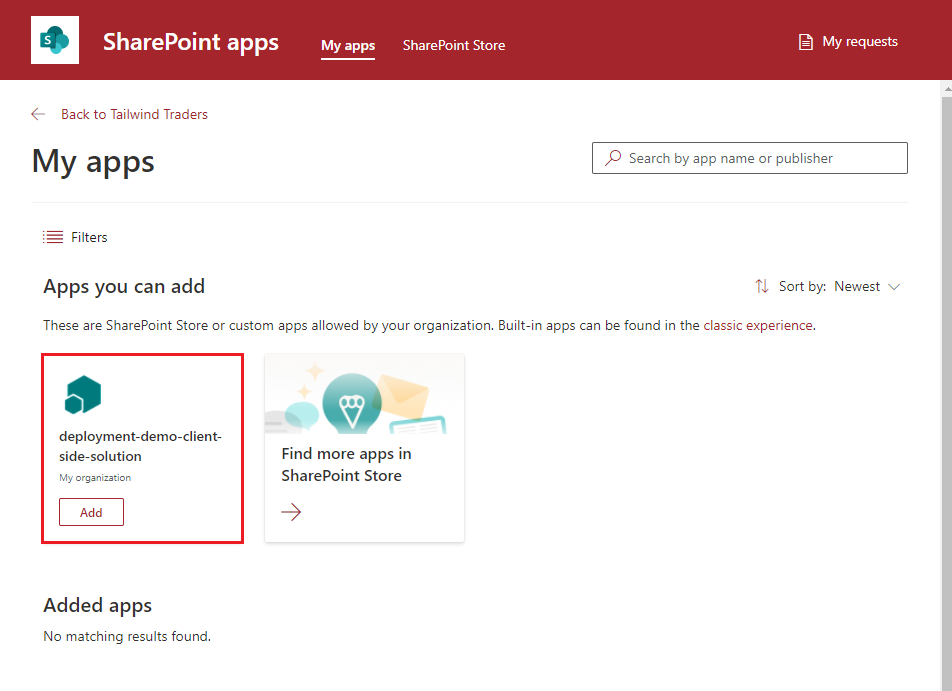 S
SharePoint apps
My apps
SharePoint Store
My requests
Back to Tailwind Traders
My apps
Search by app name or publisher
Filters
Apps you can add
Sort by: Newest
These are SharePoint Store or custom apps allowed by your organization. Built-in apps can be found in the classic experience.
deployment-demo-client-
side-solution
My organization
Add
Find more apps in
SharePoint Store
Added apps
No matching results found.